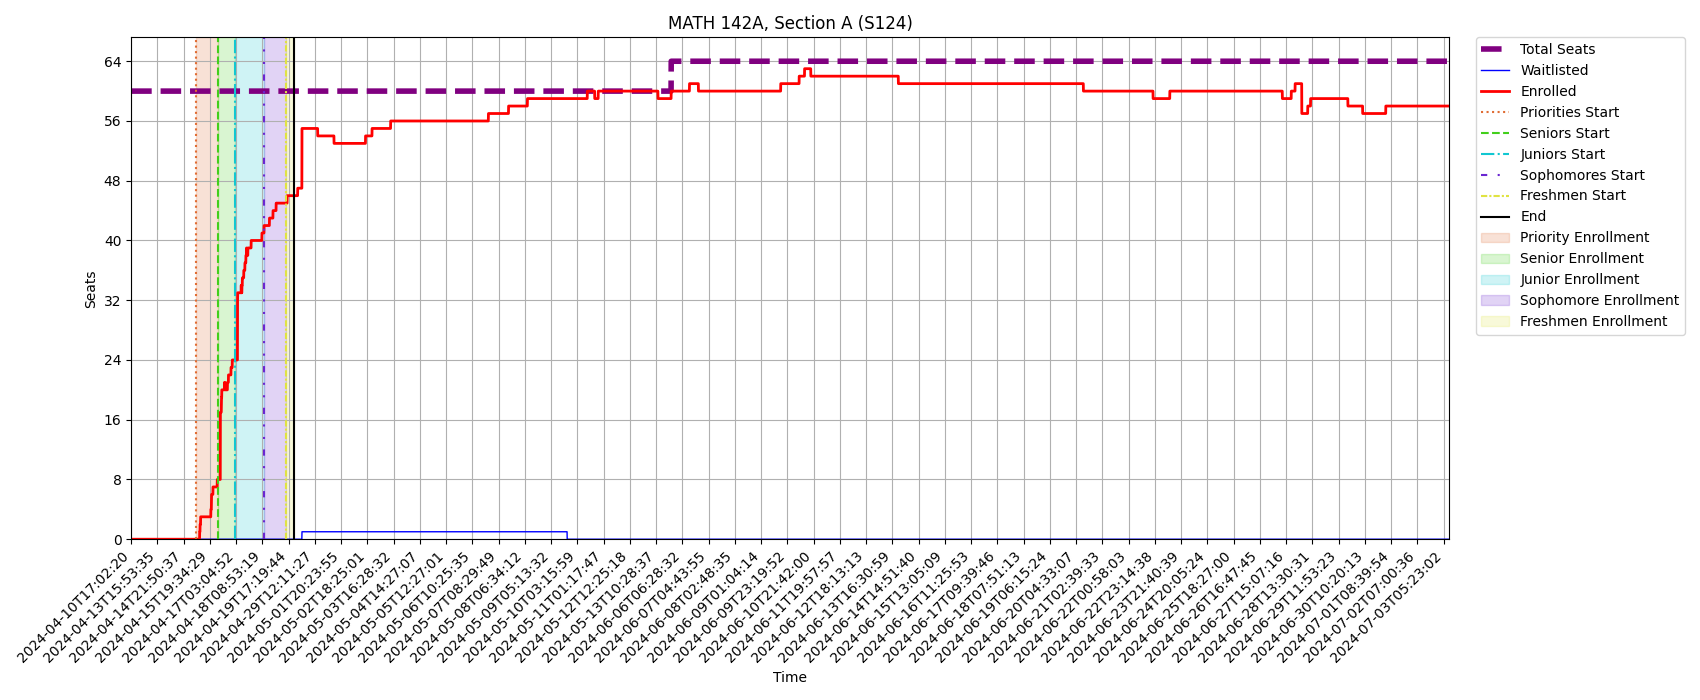 MATH 142A, Section A (S124)
Seats
64
56
48
40
32
24
16
8
0
2024-04-10T17:02:20
2024-04-13T15:53:35
2024-04-14T21:50:37
2024-04-15T19:34:29
2024-04-17T03:04:52
2024-04-18T08:53:19
2024-04-19T17:19:44
2024-04-29T12:11:27
2024-05-01T20:23:55
2024-05-02T18:25:01
2024-05-03T16:28:32
2024-05-04T14:27:07
2024-05-05T12:27:01
2024-05-06T10:25:35
2024-05-07T08:29:49
2024-05-08T06:34:12
2024-05-09T05:13:32
2024-05-10T03:15:59
2024-05-11T01:17:47
2024-05-12T12:25:18
2024-05-13T10:28:37
2024-06-06T06:28:32
2024-06-07T04:43:55
2024-06-08T02:48:35
2024-06-09T01:04:14
2024-06-09T23:19:52
2024-06-10T21:42:00
2024-06-11T19:57:57
2024-06-12T18:13:13
2024-06-13T16:30:59
2024-06-14T14:51:40
2024-06-15T13:05:09
2024-06-16T11:25:53
2024-06-17T09:39:46
2024-06-18T07:51:13
2024-06-19T06:15:24
2024-06-20T04:33:07
2024-06-21T02:39:33
2024-06-22T00:58:03
2024-06-22T23:14:38
2024-06-23T21:40:39
2024-06-24T20:05:24
2024-06-25T18:27:00
2024-06-26T16:47:45
2024-06-27T15:07:16
2024-06-28T13:30:31
2024-06-29T11:53:23
2024-06-30T10:20:13
2024-07-01T08:39:54
2024-07-02T07:00:36
2024-07-03T05:23:02
Time
Total Seats
Waitlisted
Enrolled
Priorities Start
Seniors Start
Juniors Start
Sophomores Start
Freshmen Start
End
Priority Enrollment
Senior Enrollment
Junior Enrollment
Sophomore Enrollment
Freshmen Enrollment